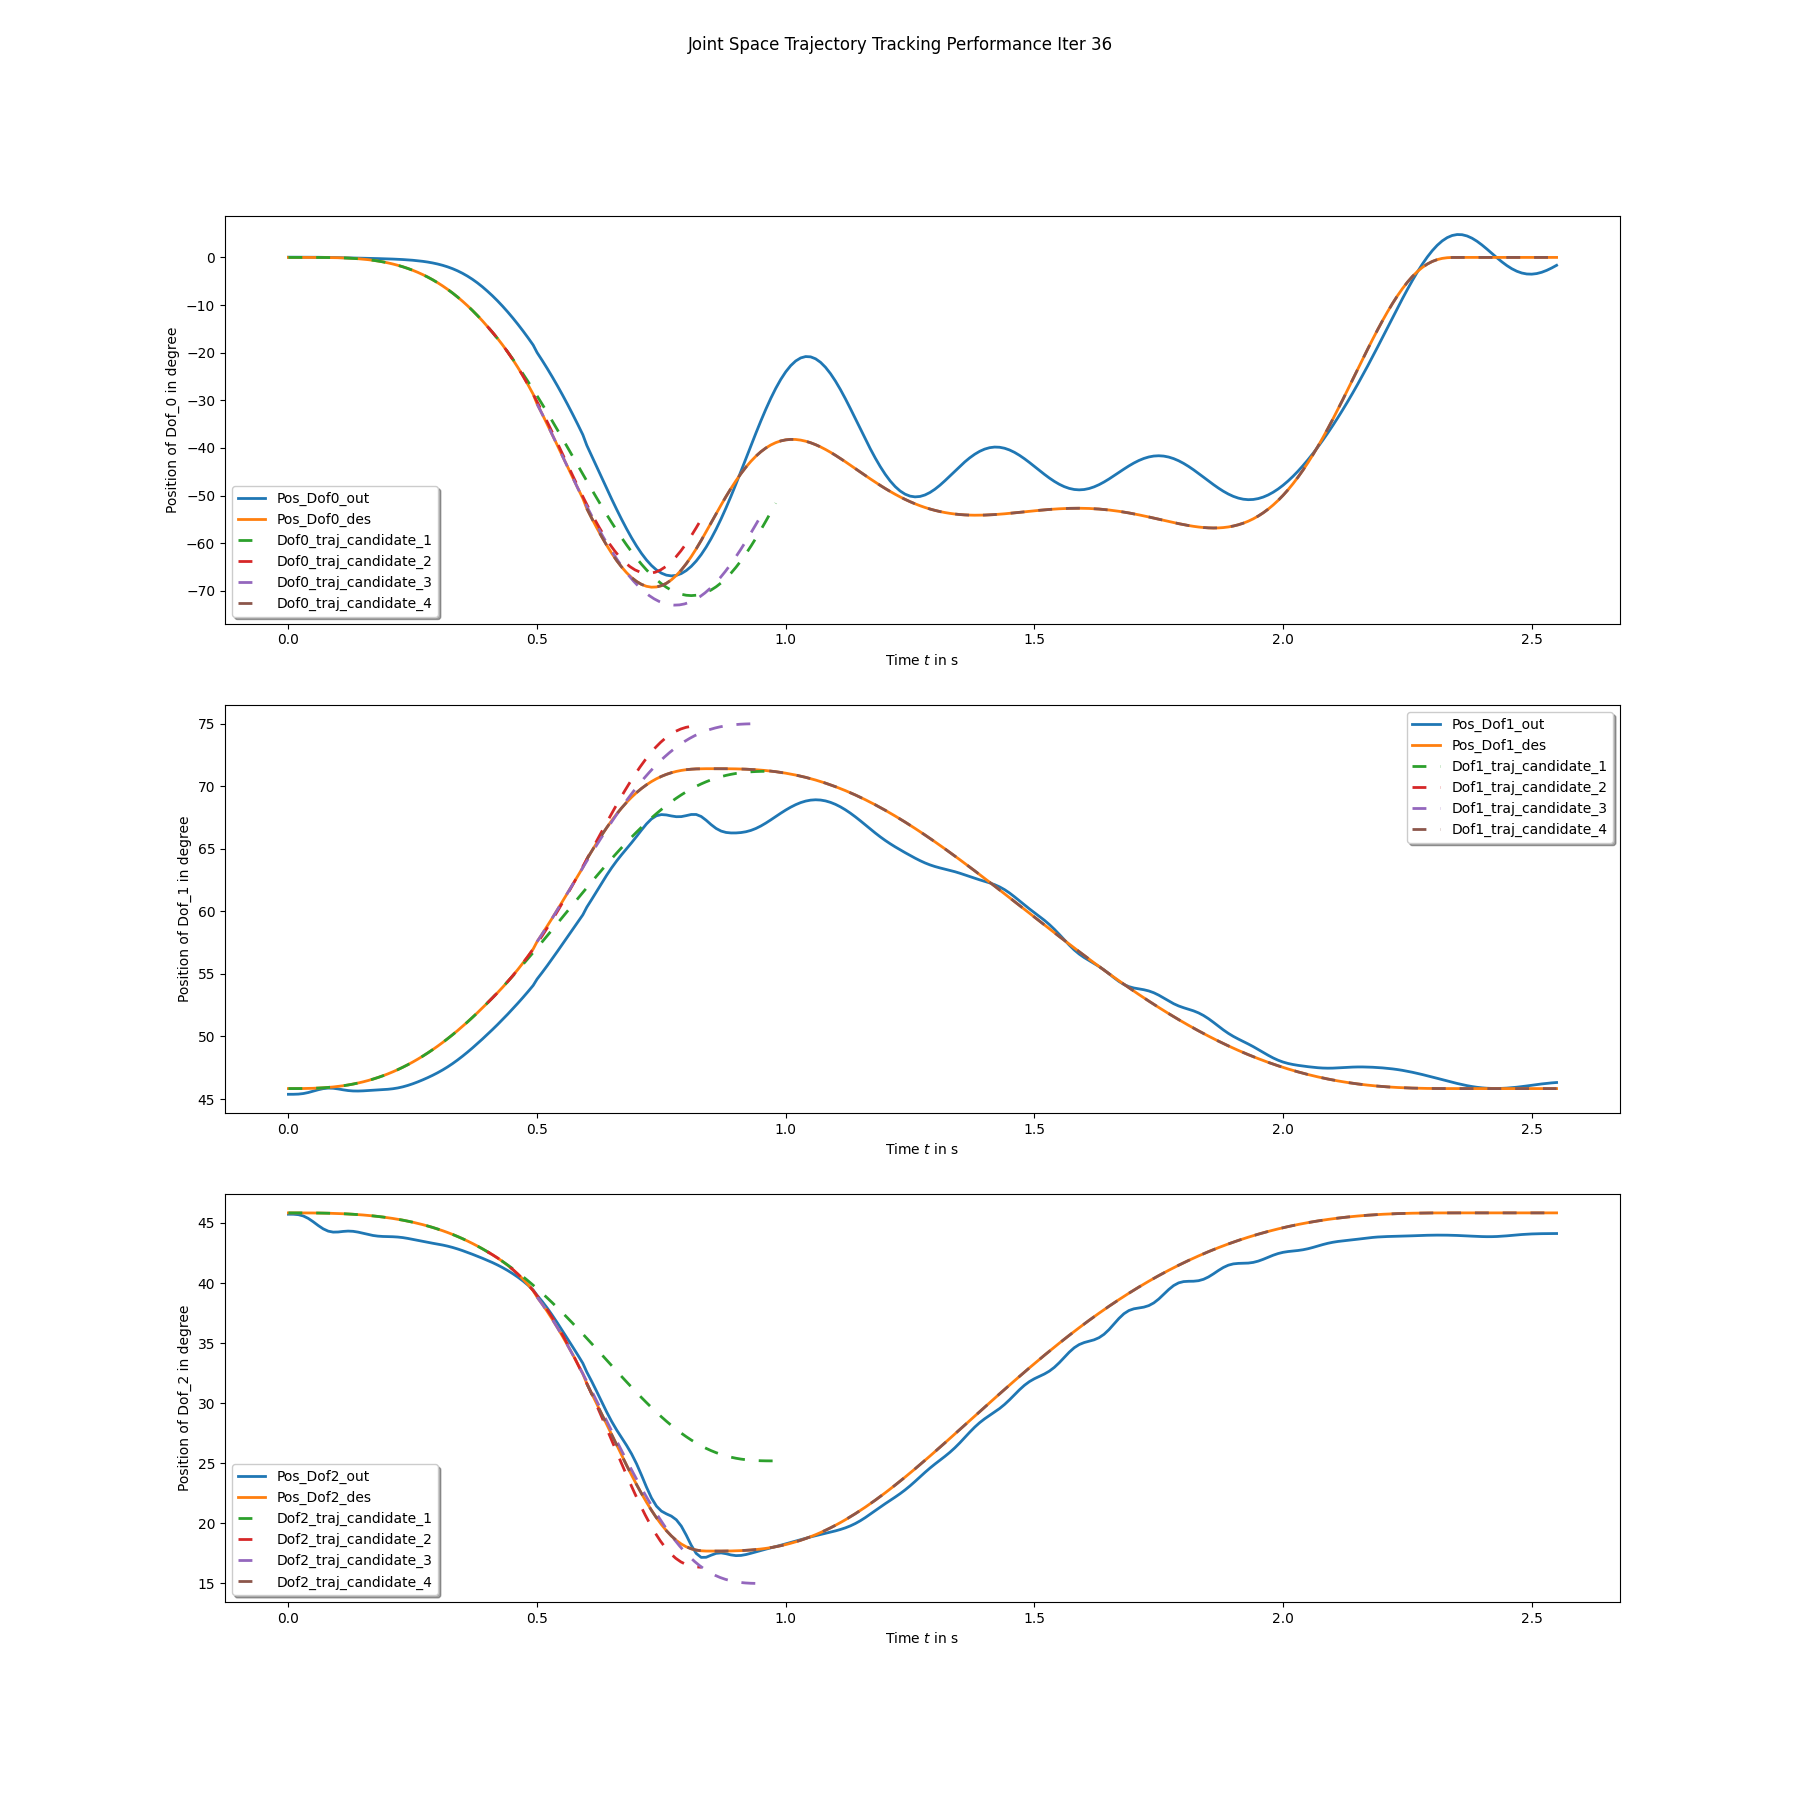 Joint Space Trajectory Tracking Performance Iter 36
Position of Dof_0 in degree
0
−10
−20
−30
−40
−50
−60
−70
Pos_Dof0_out
Pos_Dof0_des
Dof0_traj_candidate_1
Dof0_traj_candidate_2
Dof0_traj_candidate_3
Dof0_traj_candidate_4
0.0 0.5 1.0 1.5 2.0 2.5
Time t in s
Position of Dof_1 in degree
75
70
65
60
55
50
45
Pos_Dof1_out
Pos_Dof1_des
Dof1_traj_candidate_1
Dof1_traj_candidate_2
Dof1_traj_candidate_3
Dof1_traj_candidate_4
0.0 0.5 1.0 1.5 2.0 2.5
Time t in s
Position of Dof_2 in degree
45
40
35
30
25
20
15
Pos_Dof2_out
Pos_Dof2_des
Dof2_traj_candidate_1
Dof2_traj_candidate_2
Dof2_traj_candidate_3
Dof2_traj_candidate_4
0.0 0.5 1.0 1.5 2.0 2.5
Time t in s